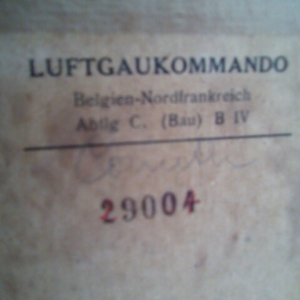 LUFTGAUKOMMANDO
Belgien-Nordfrankreich
Abtlg C. (Bau) B IV
29004